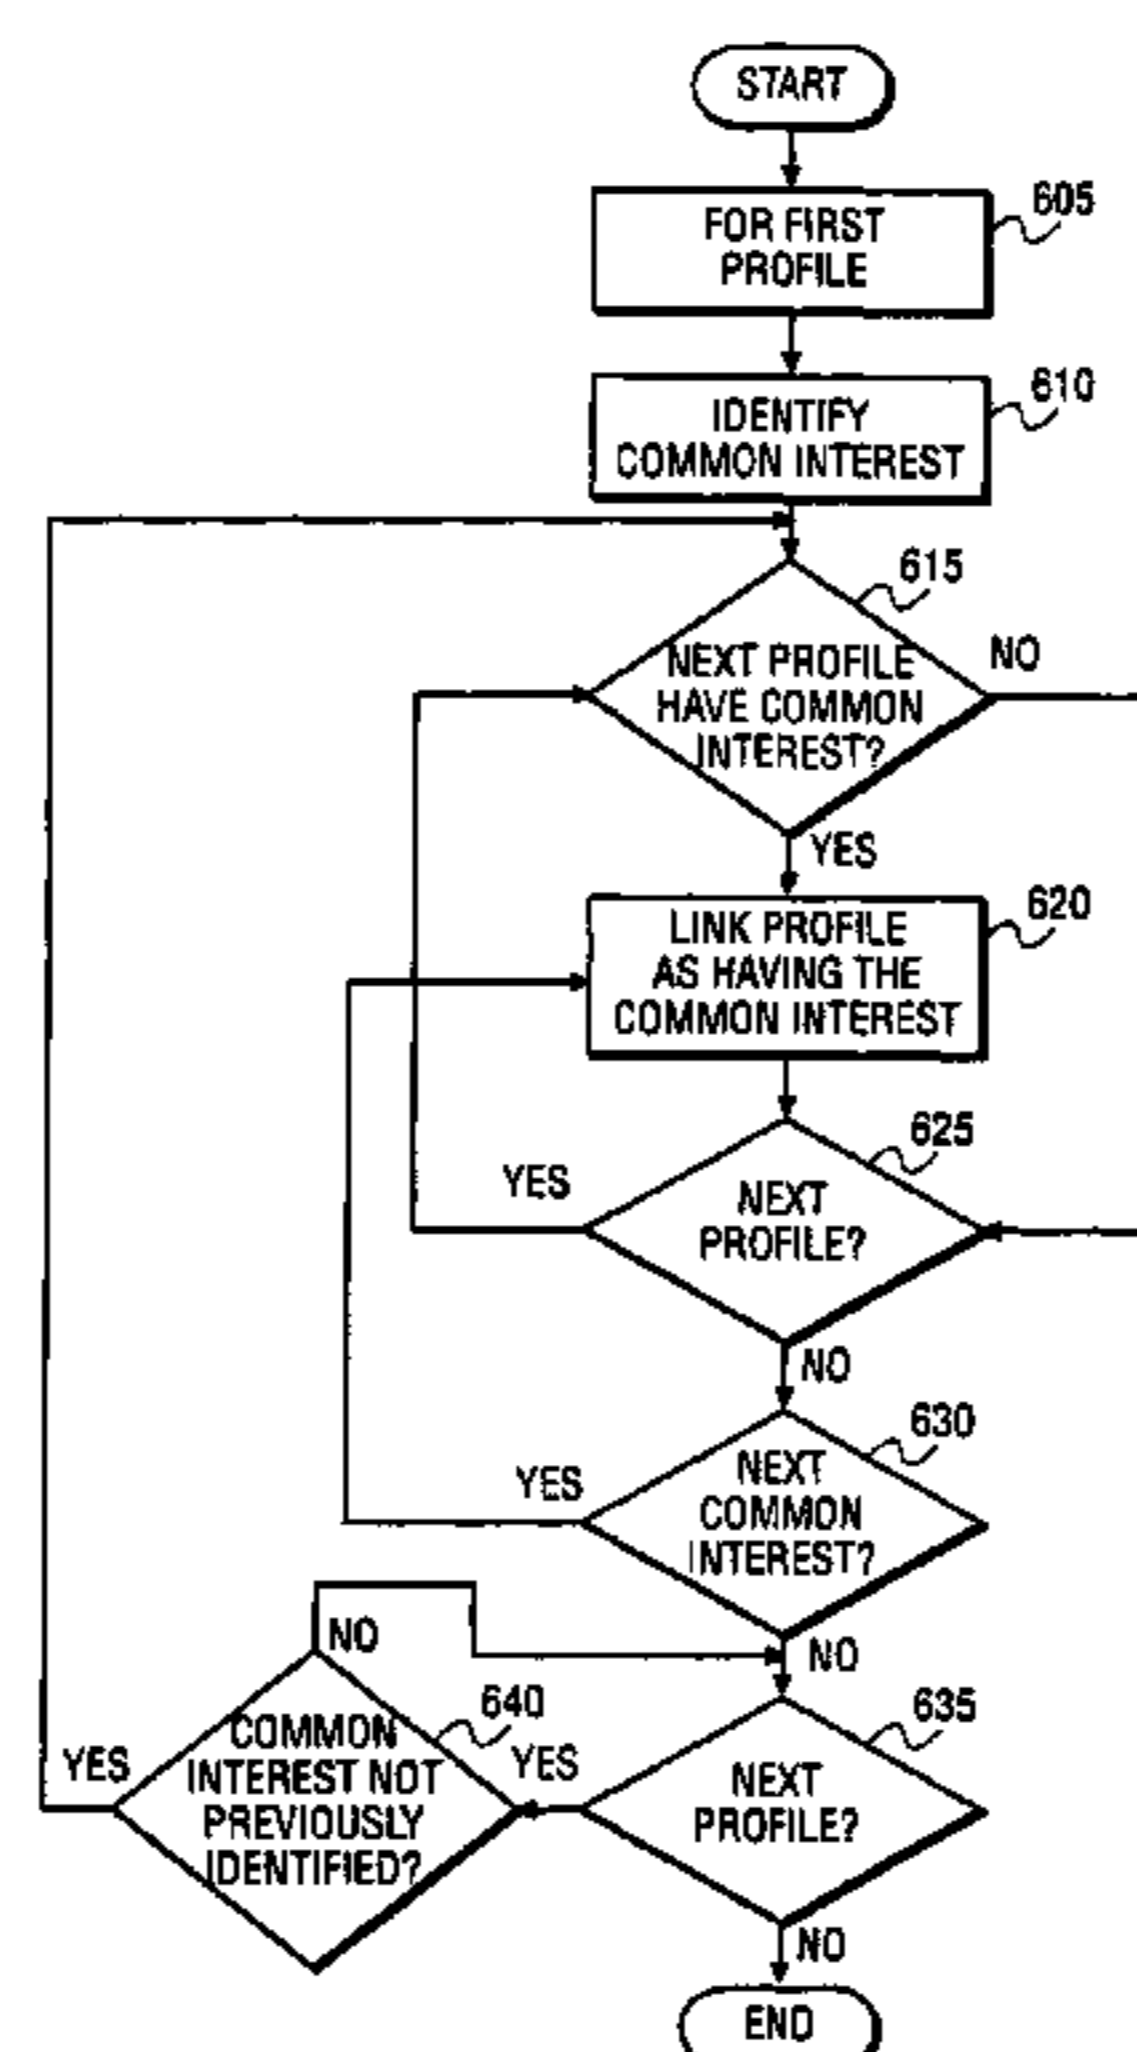 START
FOR FIRST
PROFILE
605
IDENTIFY
COMMON INTEREST
610
615
NEXT PROFILE
HAVE COMMON
INTEREST?
NO
YES
LINK PROFILE
AS HAVING THE
COMMON INTEREST
620
625
YES
NEXT
PROFILE?
NO
630
YES
NEXT
COMMON
INTEREST?
NO
NO
640
COMMON
INTEREST NOT
PREVIOUSLY
IDENTIFIED?
YES
YES
635
NEXT
PROFILE?
NO
END